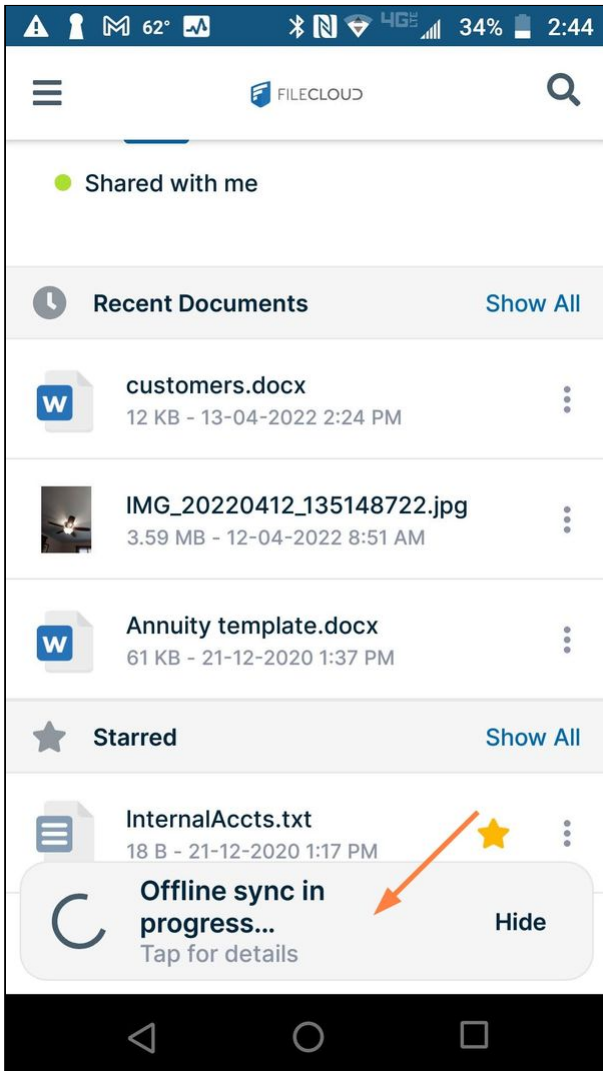 62° 4G LTE 34% 2:44
FILECLOUD
Shared with me
Recent Documents Show All
customers.docx
12 KB - 13-04-2022 2:24 PM
IMG_20220412_135148722.jpg
3.59 MB - 12-04-2022 8:51 AM
Annuity template.docx
61 KB - 21-12-2020 1:37 PM
Starred Show All
InternalAccts.txt
18 B - 21-12-2020 1:17 PM
Offline sync in
progress... Hide
Tap for details